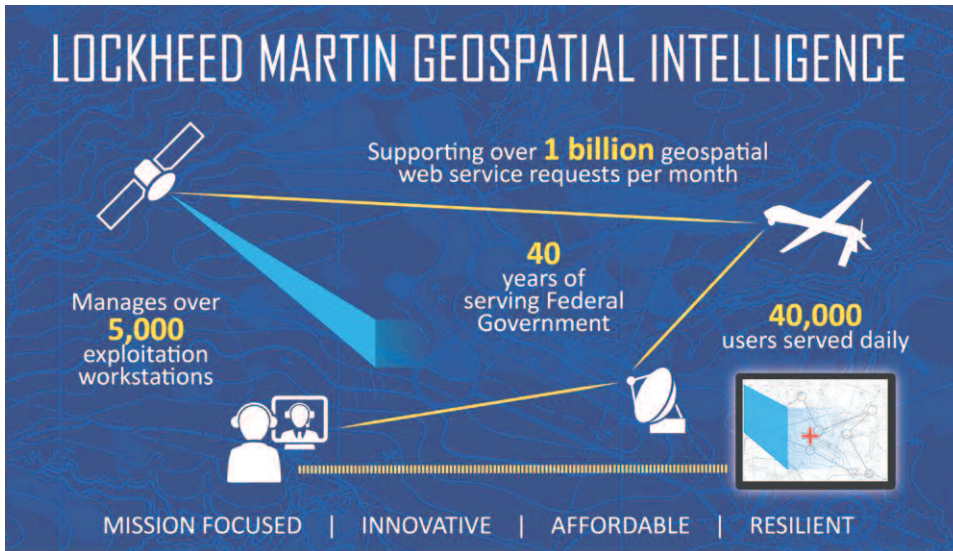 LOCKHEED MARTIN GEOSPATIAL INTELLIGENCE
Supporting over 1 billion geospatial
web service requests per month
40
years of
serving Federal
Government
Manages over
5,000
exploitation
workstations
40,000
users served daily
MISSION FOCUSED | INNOVATIVE | AFFORDABLE | RESILIENT